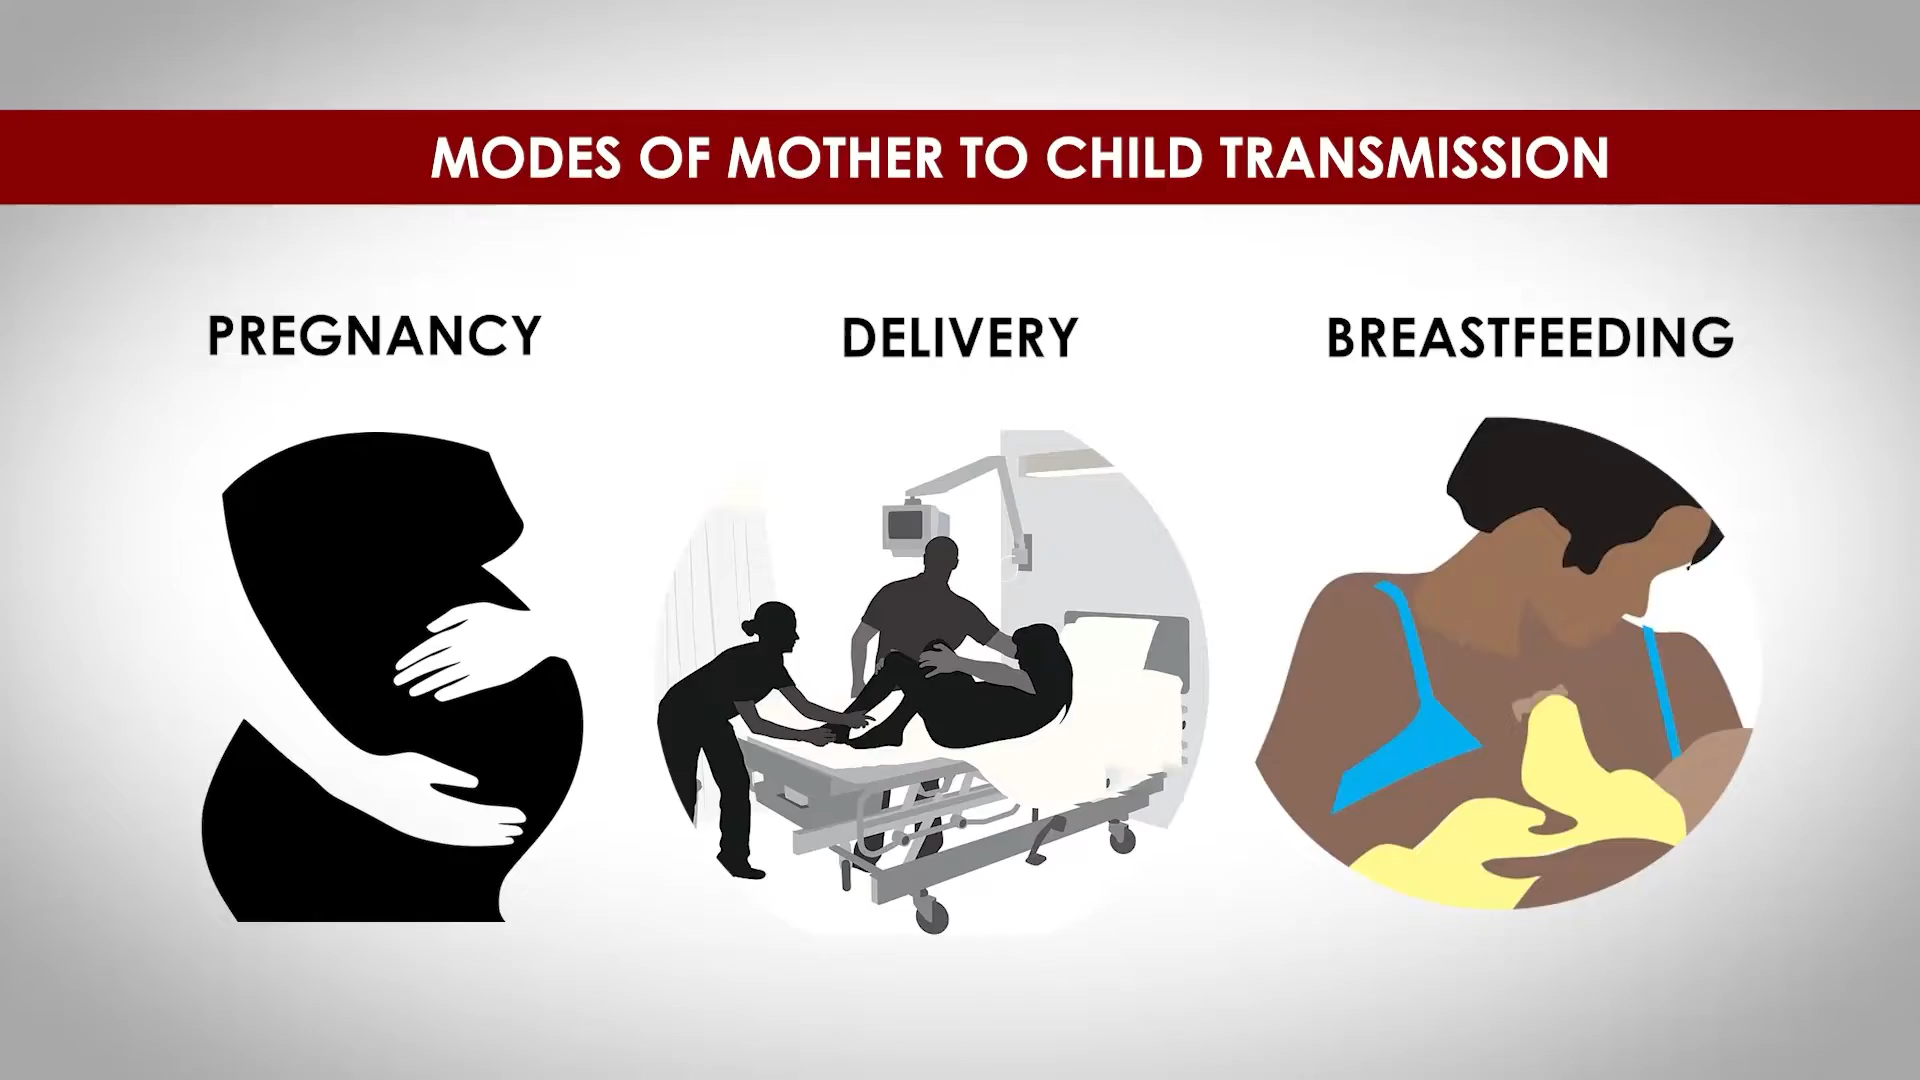 MODES OF MOTHER TO CHILD TRANSMISSION
PREGNANCY
DELIVERY
BREASTFEEDING